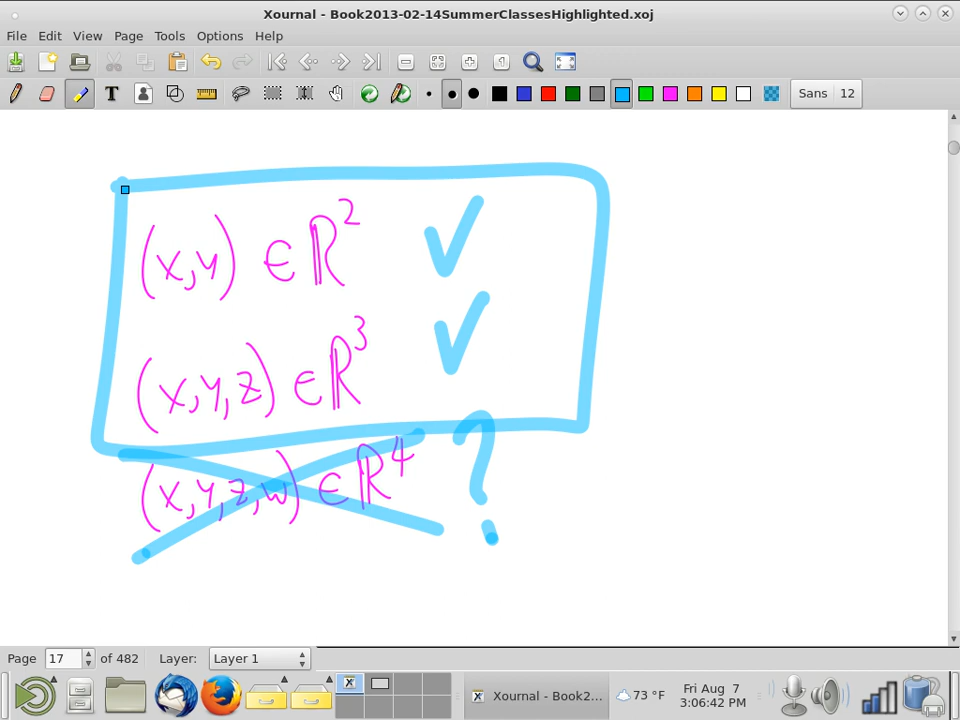 Xournal - Book2013-02-14SummerClassesHighlighted.xoj
File Edit View Page Tools Options Help
T Sans 12
(x,y) ∈ ℝ²
(x,y,z) ∈ ℝ³
(x,y,z,w) ∈ ℝ⁴ ?
Page 17 of 482 Layer: Layer 1
Xournal - Book2... 73 °F Fri Aug 7
3:06:42 PM